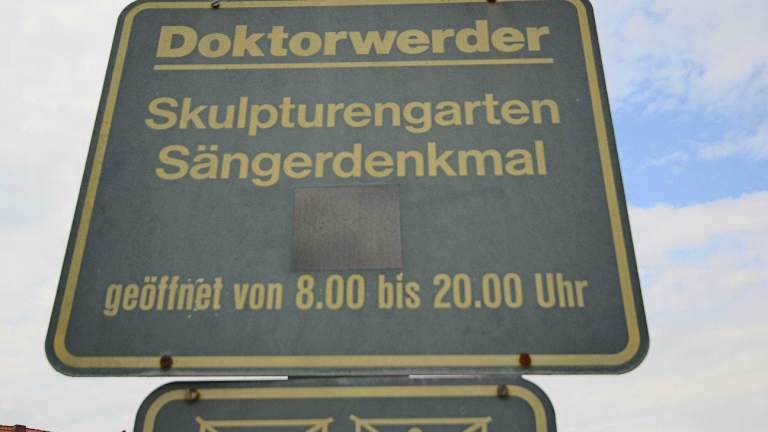 Doktorwerder
Skulpturengarten
Sängerdenkmal
geöffnet von 8.00 bis 20.00 Uhr